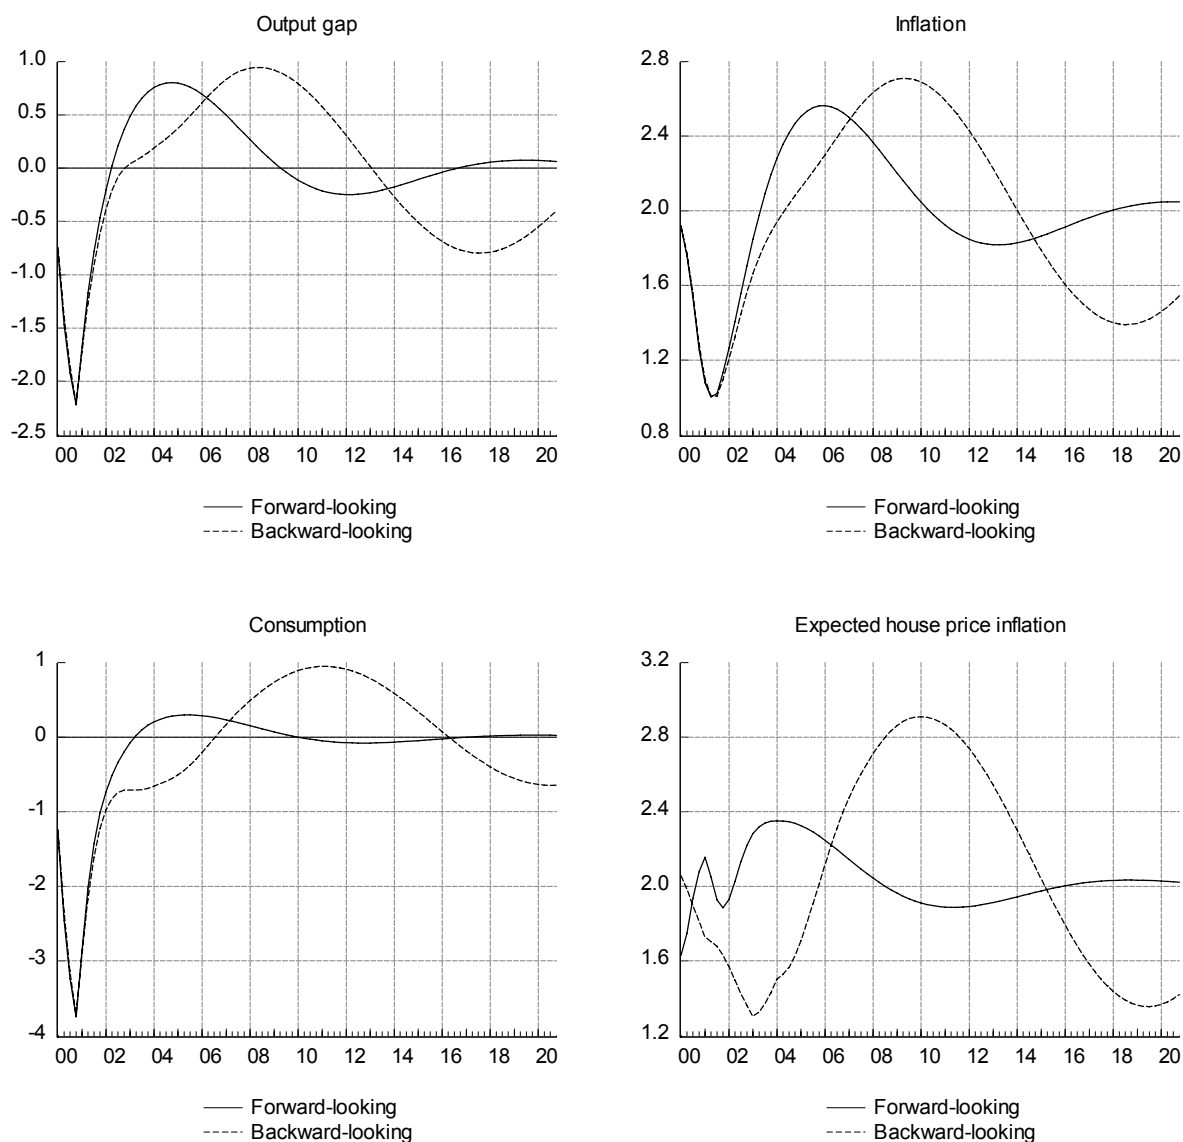 Output gap
1.0
0.5
0.0
-0.5
-1.0
-1.5
-2.0
-2.5
00 02 04 06 08 10 12 14 16 18 20
Forward-looking
Backward-looking
Inflation
2.8
2.4
2.0
1.6
1.2
0.8
00 02 04 06 08 10 12 14 16 18 20
Forward-looking
Backward-looking
Consumption
1
0
-1
-2
-3
-4
00 02 04 06 08 10 12 14 16 18 20
Forward-looking
Backward-looking
Expected house price inflation
3.2
2.8
2.4
2.0
1.6
1.2
00 02 04 06 08 10 12 14 16 18 20
Forward-looking
Backward-looking